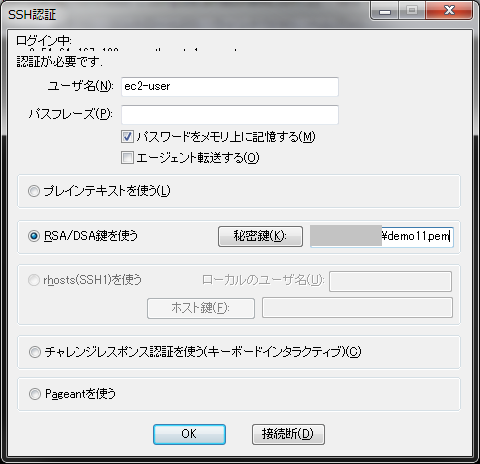 SSH認証
ログイン中:
認証が必要です.
ユーザ名(N): ec2-user
パスフレーズ(P):
パスワードをメモリ上に記憶する(M)
エージェント転送する(O)
プレインテキストを使う(L)
RSA/DSA鍵を使う 秘密鍵(K): ¥demo11.pem
rhosts(SSH1)を使う ローカルのユーザ名(U):
ホスト鍵(F):
チャレンジレスポンス認証を使う(キーボードインタラクティブ)(C)
Pageantを使う
OK 接続断(D)